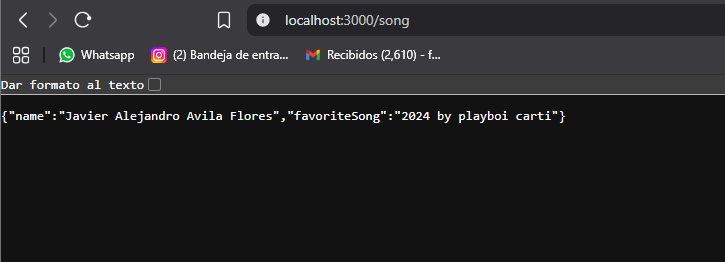 localhost:3000/song
Whatsapp (2) Bandeja de entra... Recibidos (2,610) - f...
Dar formato al texto
{"name":"Javier Alejandro Avila Flores","favoriteSong":"2024 by playboi carti"}